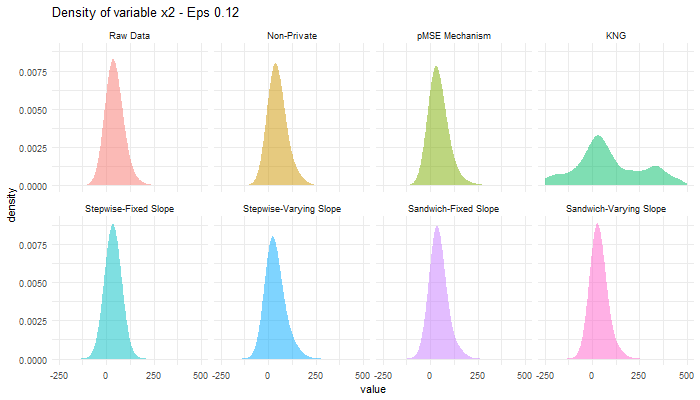 Density of variable x2 - Eps 0.12
Raw Data Non-Private pMSE Mechanism KNG
0.0075
0.0050
0.0025
0.0000
density
Stepwise-Fixed Slope Stepwise-Varying Slope Sandwich-Fixed Slope Sandwich-Varying Slope
0.0075
0.0050
0.0025
0.0000
-250 0 250 500 -250 0 250 500 -250 0 250 500 -250 0 250 500
value